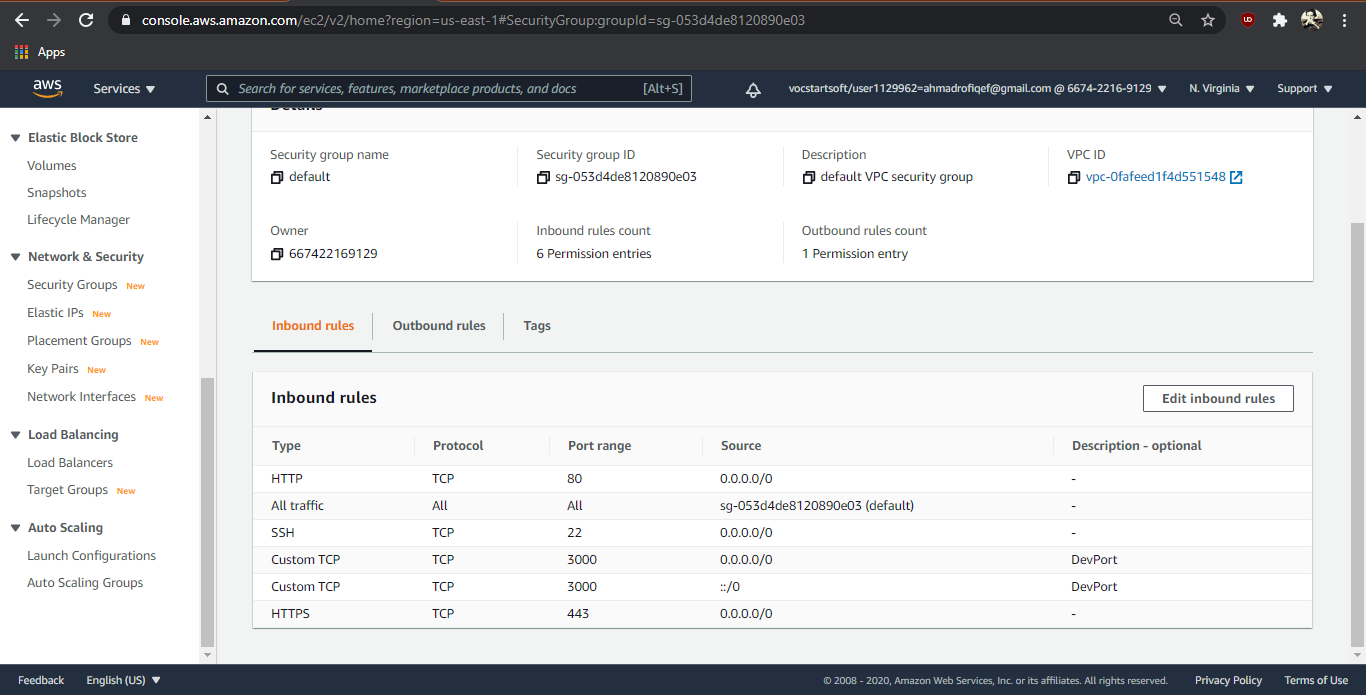 console.aws.amazon.com/ec2/v2/home?region=us-east-1#SecurityGroup:groupId=sg-053d4de8120890e03
Apps
aws
Services
Search for services, features, marketplace products, and docs [Alt+S]
vocstartsoft/user1129962=ahmadrofiqef@gmail.com @ 6674-2216-9129
N. Virginia
Support
Details
Elastic Block Store
Volumes
Snapshots
Lifecycle Manager
Network & Security
Security Groups New
Elastic IPs New
Placement Groups New
Key Pairs New
Network Interfaces New
Load Balancing
Load Balancers
Target Groups New
Auto Scaling
Launch Configurations
Auto Scaling Groups
Security group name
default
Security group ID
sg-053d4de8120890e03
Description
default VPC security group
VPC ID
vpc-0fafeed1f4d551548
Owner
667422169129
Inbound rules count
6 Permission entries
Outbound rules count
1 Permission entry
Inbound rules Outbound rules Tags
Inbound rules
Edit inbound rules
Type Protocol Port range Source Description - optional
HTTP TCP 80 0.0.0.0/0 -
All traffic All All sg-053d4de8120890e03 (default) -
SSH TCP 22 0.0.0.0/0 -
Custom TCP TCP 3000 0.0.0.0/0 DevPort
Custom TCP TCP 3000 ::/0 DevPort
HTTPS TCP 443 0.0.0.0/0 -
Feedback English (US) © 2008 - 2020, Amazon Web Services, Inc. or its affiliates. All rights reserved. Privacy Policy Terms of Use